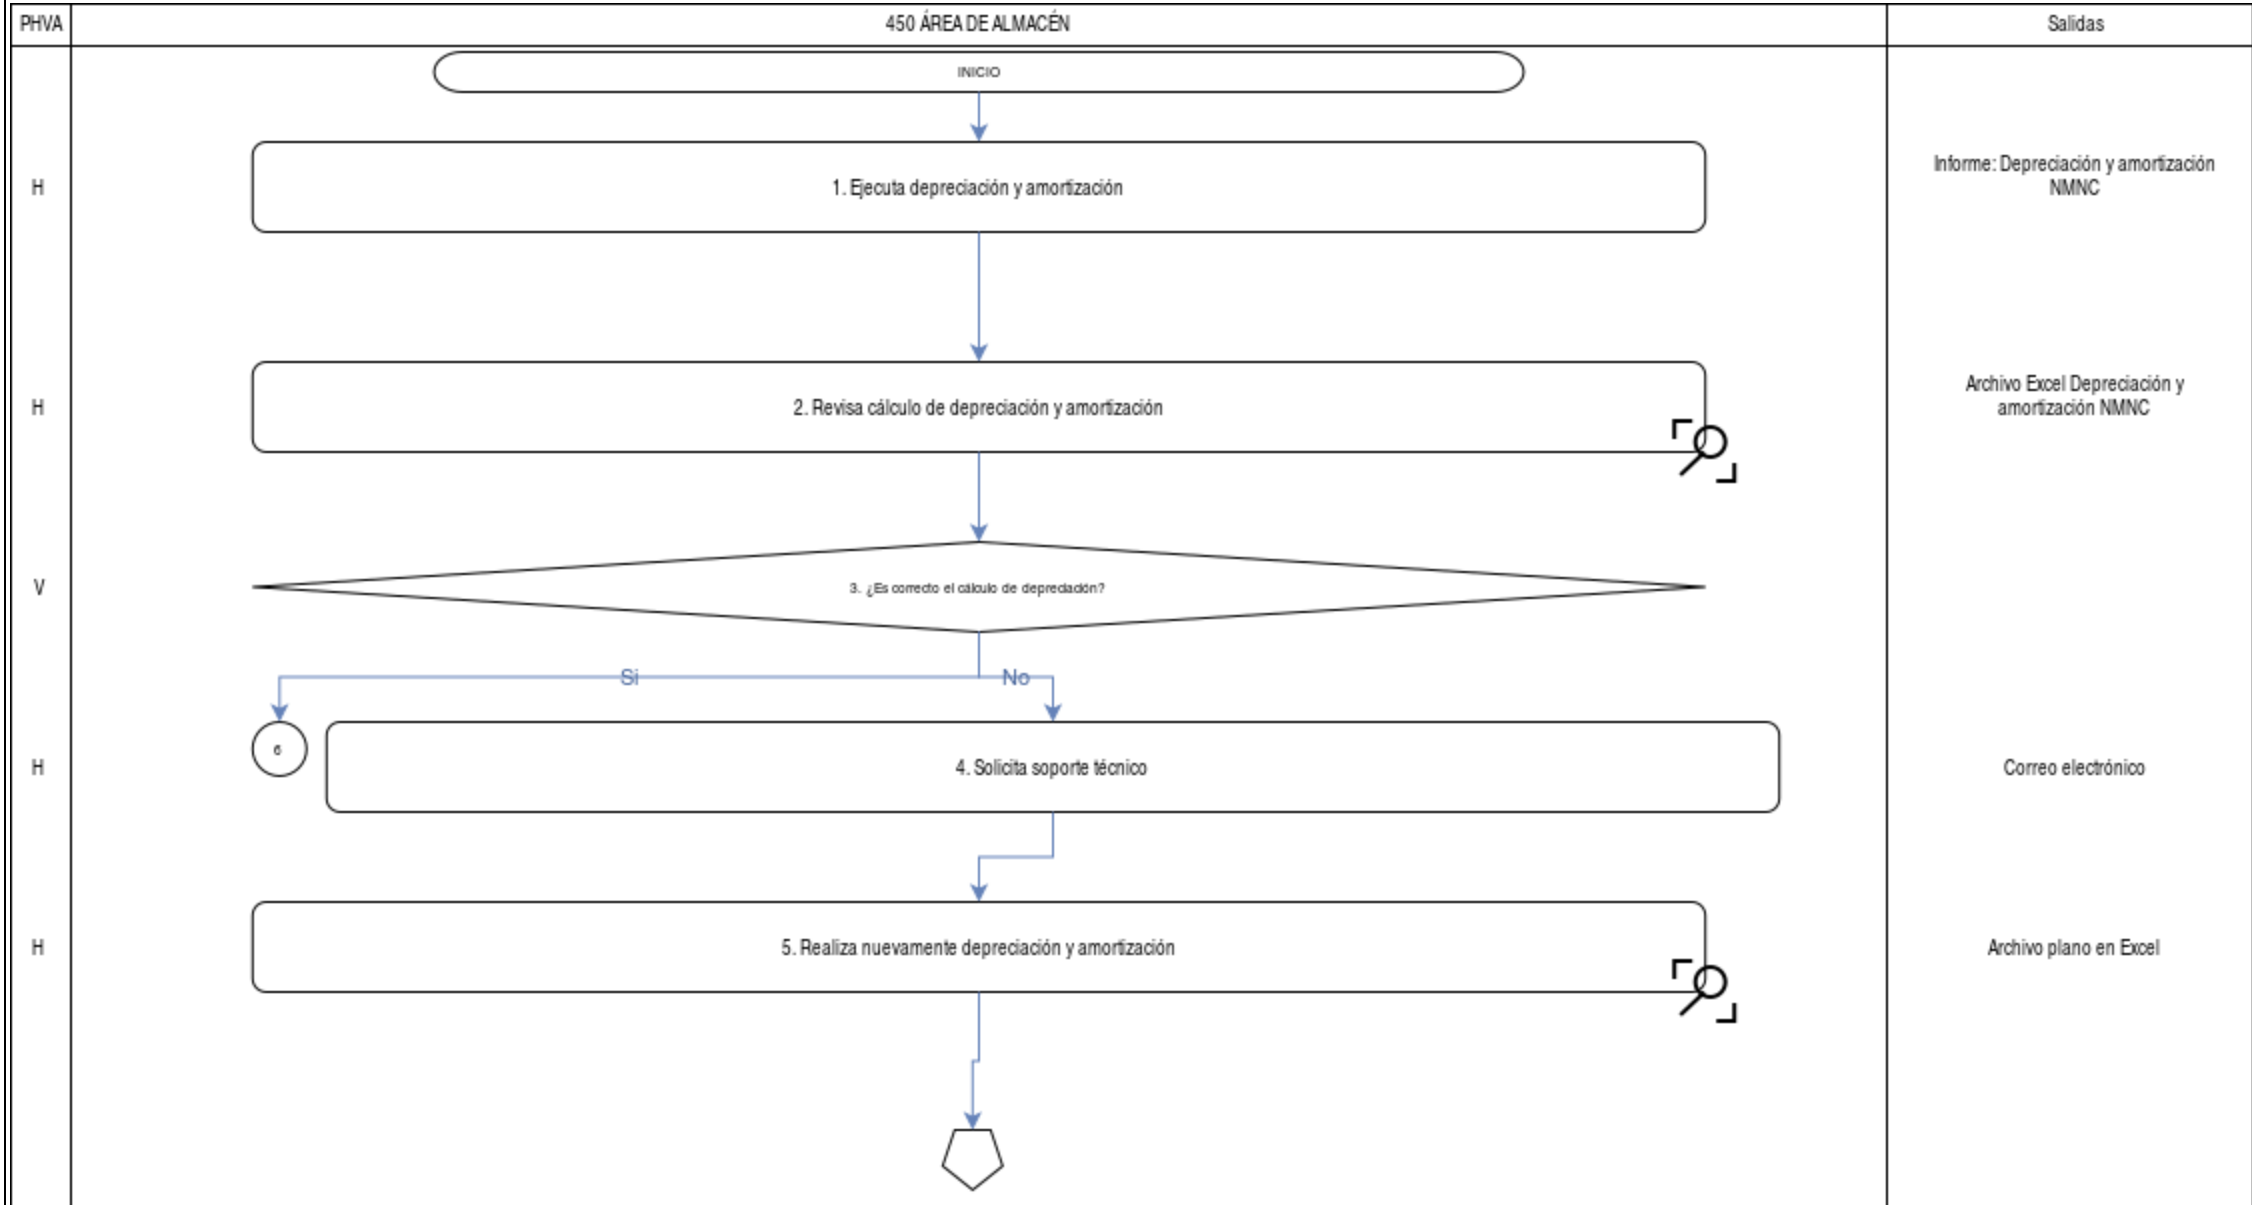 PHVA
450 ÁREA DE ALMACÉN
Salidas
INICIO
H
1. Ejecuta depreciación y amortización
Informe: Depreciación y amortización
NMNC
H
2. Revisa cálculo de depreciación y amortización
Archivo Excel Depreciación y
amortización NMNC
V
3. ¿Es correcto el cálculo de depreciación?
Si
No
6
H
4. Solicita soporte técnico
Correo electrónico
H
5. Realiza nuevamente depreciación y amortización
Archivo plano en Excel